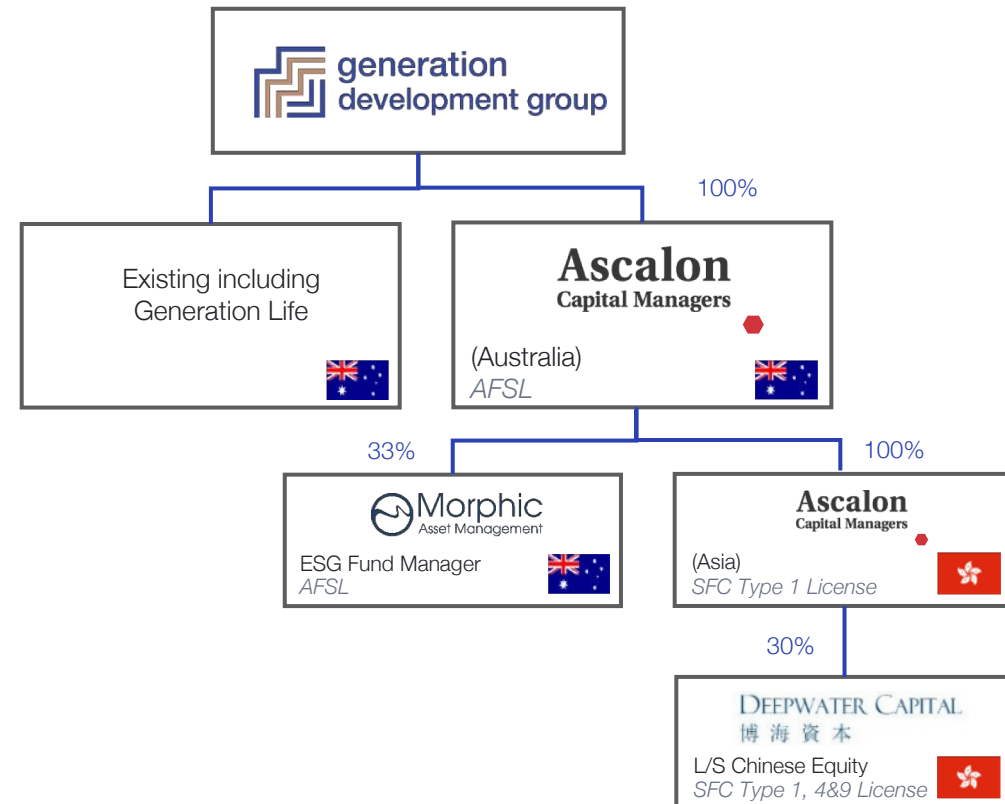 generation
development group
100%
Existing including
Generation Life
Ascalon
Capital Managers
(Australia)
AFSL
33%
100%
Morphic
Asset Management
ESG Fund Manager
AFSL
Ascalon
Capital Managers
(Asia)
SFC Type 1 License
30%
DEEPWATER CAPITAL
博海資本
L/S Chinese Equity
SFC Type 1, 4&9 License